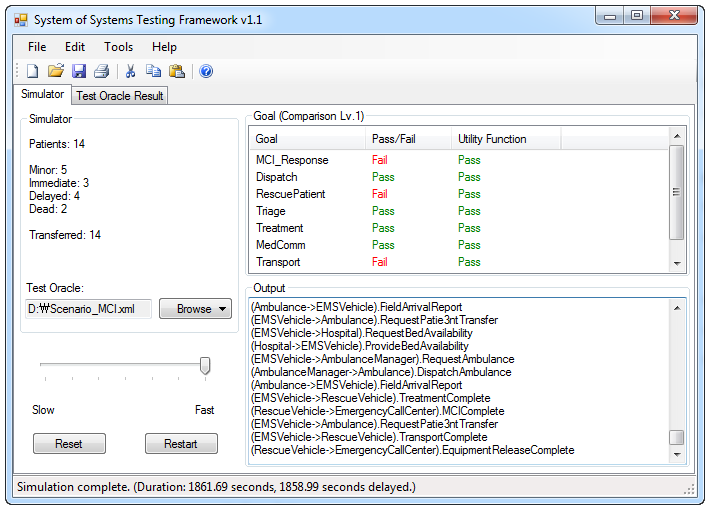 System of Systems Testing Framework v1.1
File Edit Tools Help
Simulator Test Oracle Result
Simulator
Patients: 14
Minor: 5
Immediate: 3
Delayed: 4
Dead: 2
Transferred: 14
Test Oracle:
D:₩Scenario_MCI.xml Browse
Slow Fast
Reset Restart
Goal (Comparison Lv.1)
Goal Pass/Fail Utility Function
MCI_Response Fail Pass
Dispatch Pass Pass
RescuePatient Fail Pass
Triage Pass Pass
Treatment Pass Pass
MedComm Pass Pass
Transport Fail Pass
Output
(Ambulance->EMSVehicle).FieldArrivalReport
(EMSVehicle->Ambulance).RequestPatie3ntTransfer
(EMSVehicle->Hospital).RequestBedAvailability
(Hospital->EMSVehicle).ProvideBedAvailability
(EMSVehicle->AmbulanceManager).RequestAmbulance
(AmbulanceManager->Ambulance).DispatchAmbulance
(Ambulance->EMSVehicle).FieldArrivalReport
(EMSVehicle->RescueVehicle).TreatmentComplete
(RescueVehicle->EmergencyCallCenter).MCIComplete
(EMSVehicle->Ambulance).RequestPatie3ntTransfer
(EMSVehicle->RescueVehicle).TransportComplete
(RescueVehicle->EmergencyCallCenter).EquipmentReleaseComplete
Simulation complete. (Duration: 1861.69 seconds, 1858.99 seconds delayed.)